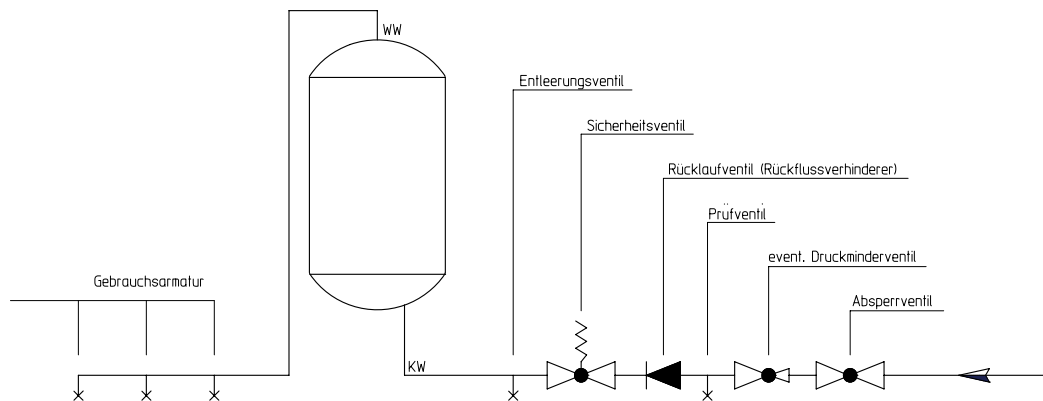 WW
Entleerungsventil
Sicherheitsventil
Rücklaufventil (Rückflussverhinderer)
Prüfventil
event. Druckminderventil
Gebrauchsarmatur
Absperrventil
KW